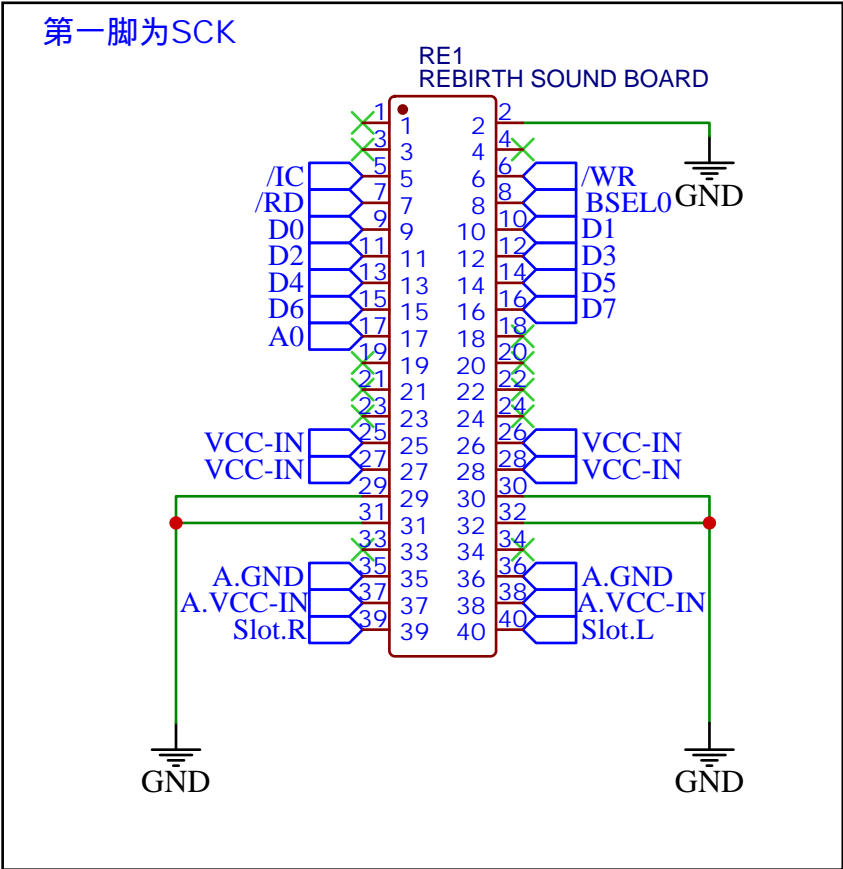 第一脚为SCK
RE1
REBIRTH SOUND BOARD
1 1 2 2
3 3 4 4
/IC 5 5 6 6 /WR
/RD 7 7 8 8 BSEL0
GND
D0 9 9 10 10 D1
D2 11 11 12 12 D3
D4 13 13 14 14 D5
D6 15 15 16 16 D7
A0 17 17 18 18
19 19 20 20
21 21 22 22
23 23 24 24
VCC-IN 25 25 26 26 VCC-IN
VCC-IN 27 27 28 28 VCC-IN
29 29 30 30
31 31 32 32
33 33 34 34
A.GND 35 35 36 36 A.GND
A.VCC-IN 37 37 38 38 A.VCC-IN
Slot.R 39 39 40 40 Slot.L
GND GND